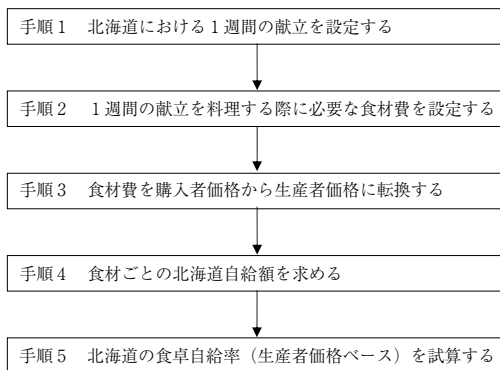 手順１　北海道における１週間の献立を設定する
手順２　１週間の献立を料理する際に必要な食材費を設定する
手順３　食材費を購入者価格から生産者価格に転換する
手順４　食材ごとの北海道自給額を求める
手順５　北海道の食卓自給率（生産者価格ベース）を試算する